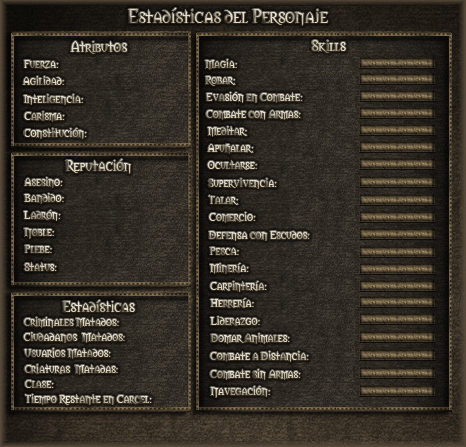 Estadísticas del Personaje
Atributos
Fuerza:
Agilidad:
Inteligencia:
Carisma:
Constitución:
Reputación
Asesino:
Bandido:
Ladrón:
Noble:
Plebe:
Status:
Estadísticas
Criminales Matados:
Ciudadanos Matados:
Usuarios Matados:
Criaturas Matadas:
Clase:
Tiempo Restante en Carcel:
Skills
Magia:
Robar:
Evasión en Combate:
Combate con Armas:
Meditar:
Apuñalar:
Ocultarse:
Supervivencia:
Talar:
Comercio:
Defensa con Escudos:
Pesca:
Minería:
Carpintería:
Herrería:
Liderazgo:
Domar Animales:
Combate a Distancia:
Combate sin Armas:
Navegación: